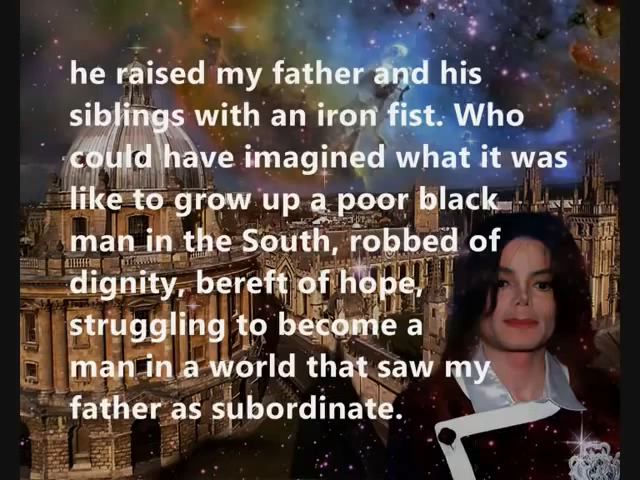 he raised my father and his
siblings with an iron fist. Who
could have imagined what it was
like to grow up a poor black
man in the South, robbed of
dignity, bereft of hope,
struggling to become a
man in a world that saw my
father as subordinate.